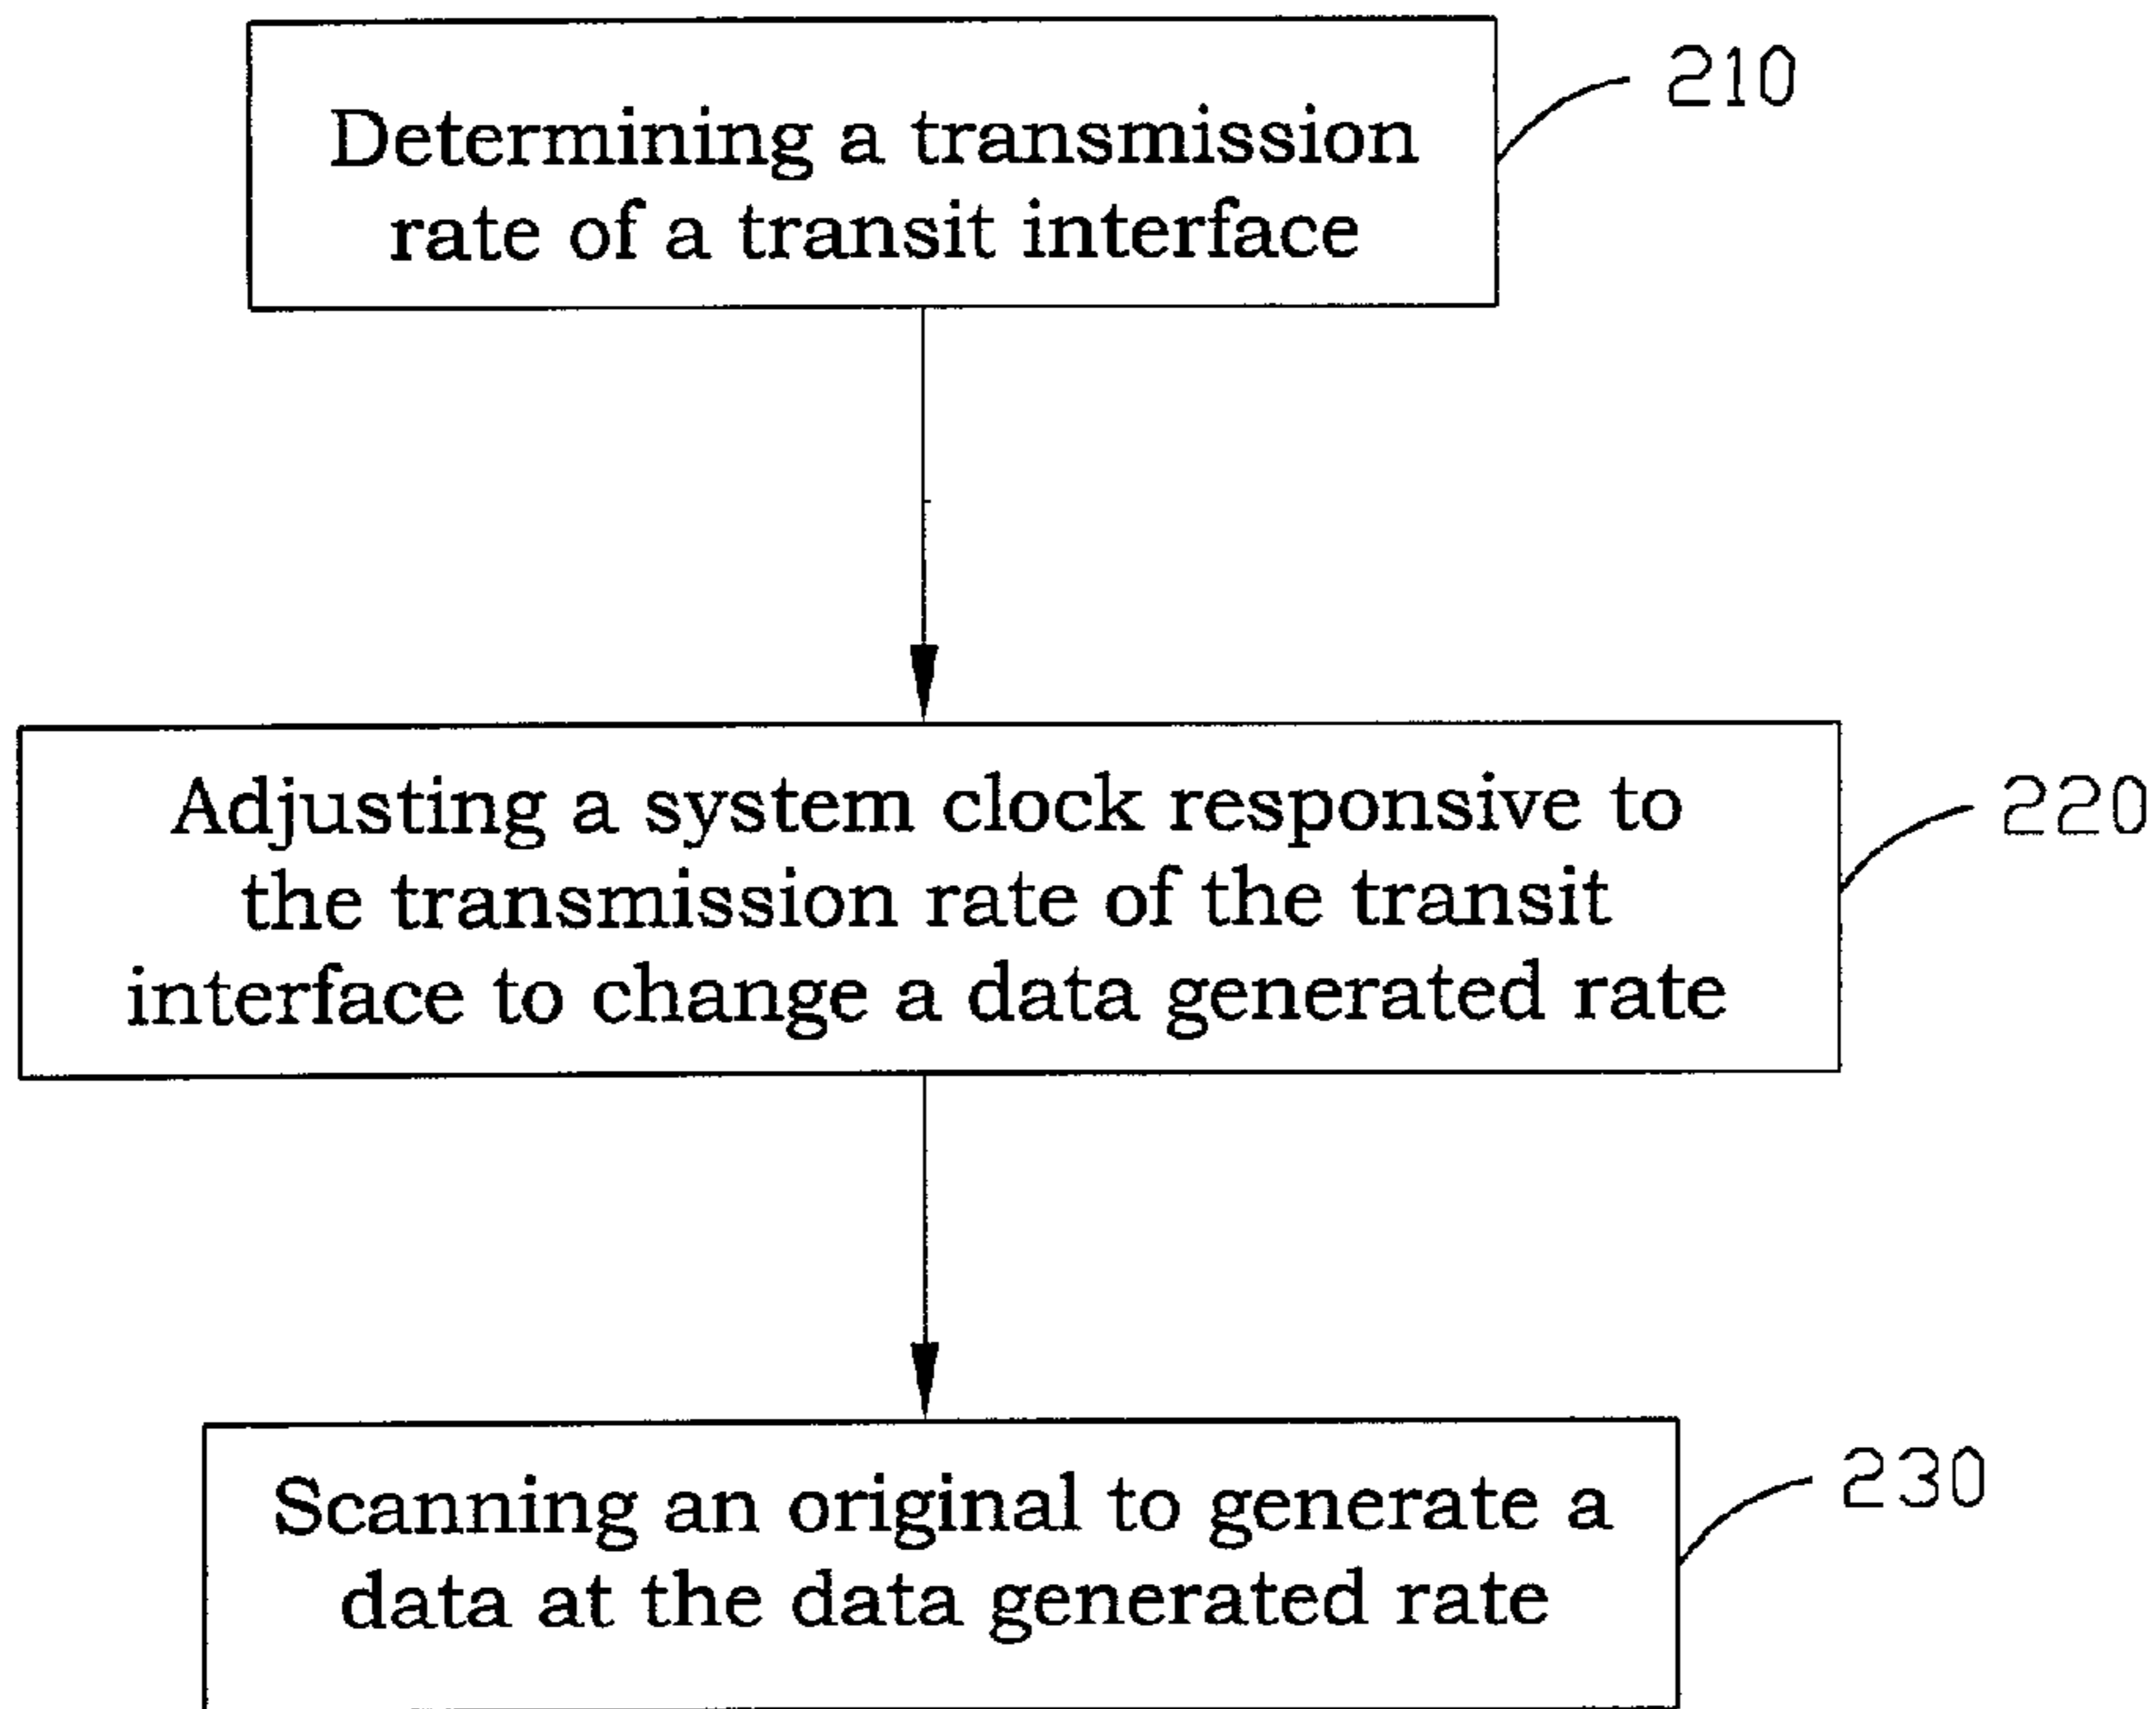 Determining a transmission
rate of a transit interface
210
Adjusting a system clock responsive to
the transmission rate of the transit
interface to change a data generated rate
220
Scanning an original to generate a
data at the data generated rate
230